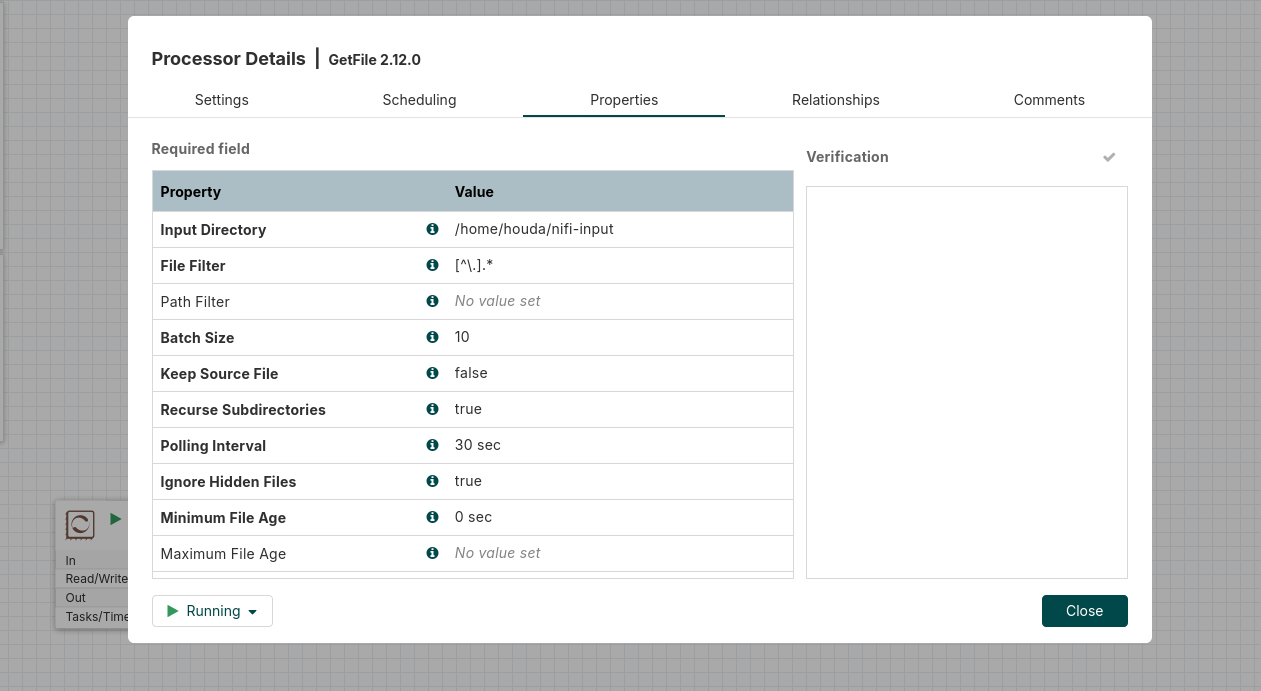 Processor Details | GetFile 2.12.0
Settings Scheduling Properties Relationships Comments
Required field
Verification
Property Value
Input Directory /home/houda/nifi-input
File Filter [^\.].*
Path Filter No value set
Batch Size 10
Keep Source File false
Recurse Subdirectories true
Polling Interval 30 sec
Ignore Hidden Files true
Minimum File Age 0 sec
Maximum File Age No value set
In
Read/Write
Out
Tasks/Time
Running
Close